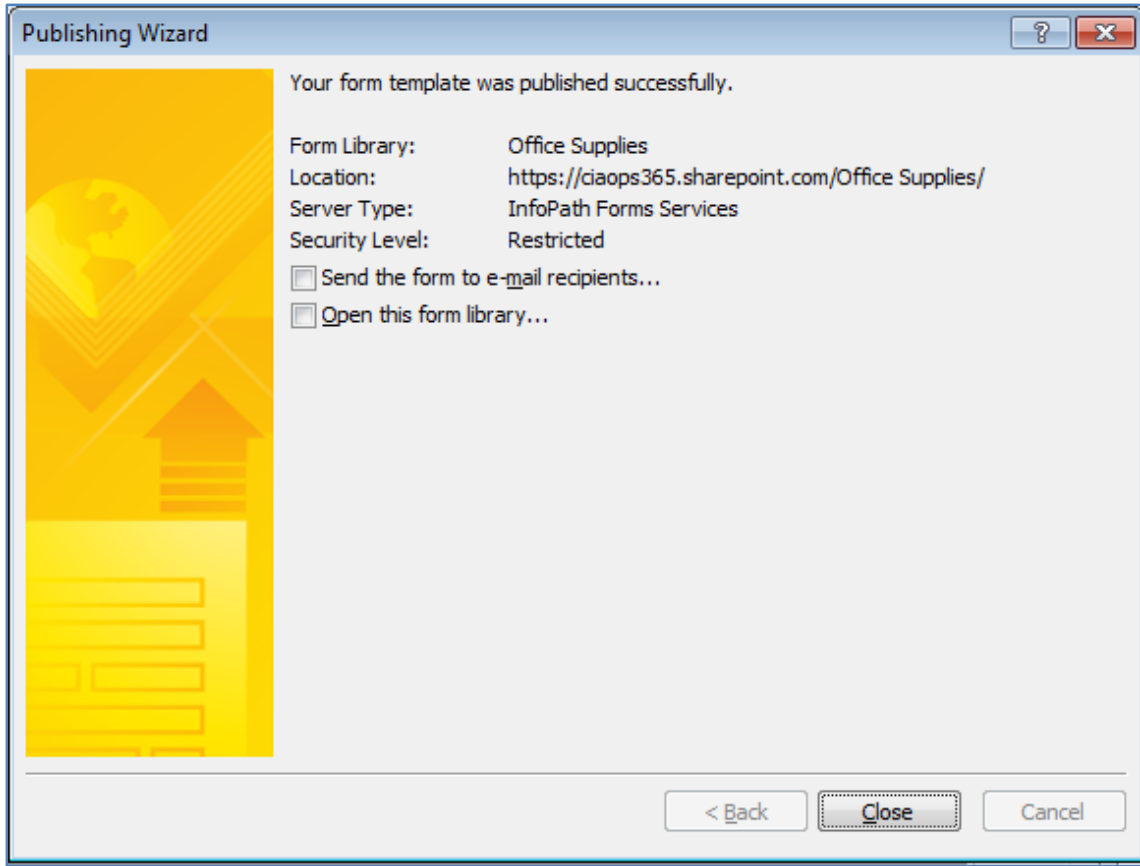 Publishing Wizard
Your form template was published successfully.
Form Library: Office Supplies
Location: https://ciaops365.sharepoint.com/Office Supplies/
Server Type: InfoPath Forms Services
Security Level: Restricted
Send the form to e-mail recipients...
Open this form library...
< Back Close Cancel